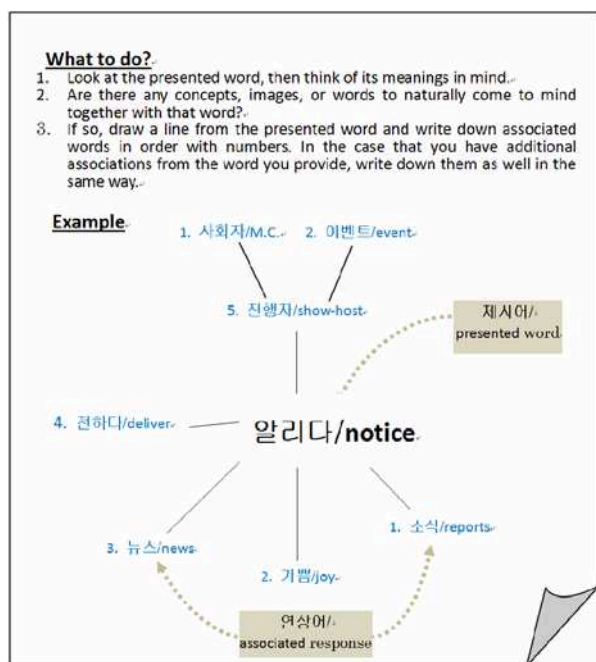 What to do?
1. Look at the presented word, then think of its meanings in mind.
2. Are there any concepts, images, or words to naturally come to mind
together with that word?
3. If so, draw a line from the presented word and write down associated
words in order with numbers. In the case that you have additional
associations from the word you provide, write down them as well in the
same way.
Example
1. 사회자/M.C. 2. 이벤트/event
5. 진행자/show-host
제시어/
presented word
4. 전하다/deliver
알리다/notice
1. 소식/reports
3. 뉴스/news
2. 기쁨/joy
연상어/
associated response